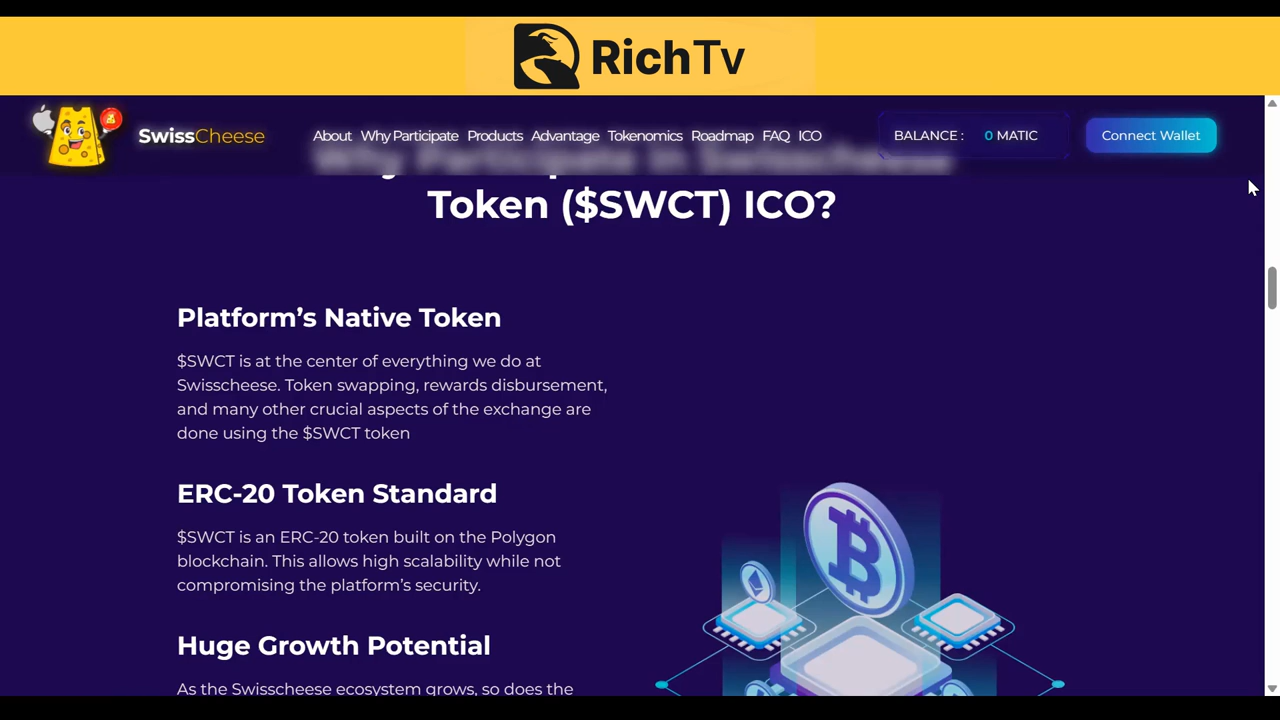 RichTv
SwissCheese
About Why Participate Products Advantage Tokenomics Roadmap FAQ ICO
BALANCE : 0 MATIC
Connect Wallet
Why Participate in Swisscheese
Token ($SWCT) ICO?
Platform’s Native Token
$SWCT is at the center of everything we do at
Swisscheese. Token swapping, rewards disbursement,
and many other crucial aspects of the exchange are
done using the $SWCT token
ERC-20 Token Standard
$SWCT is an ERC-20 token built on the Polygon
blockchain. This allows high scalability while not
compromising the platform’s security.
Huge Growth Potential
As the Swisscheese ecosystem grows, so does the